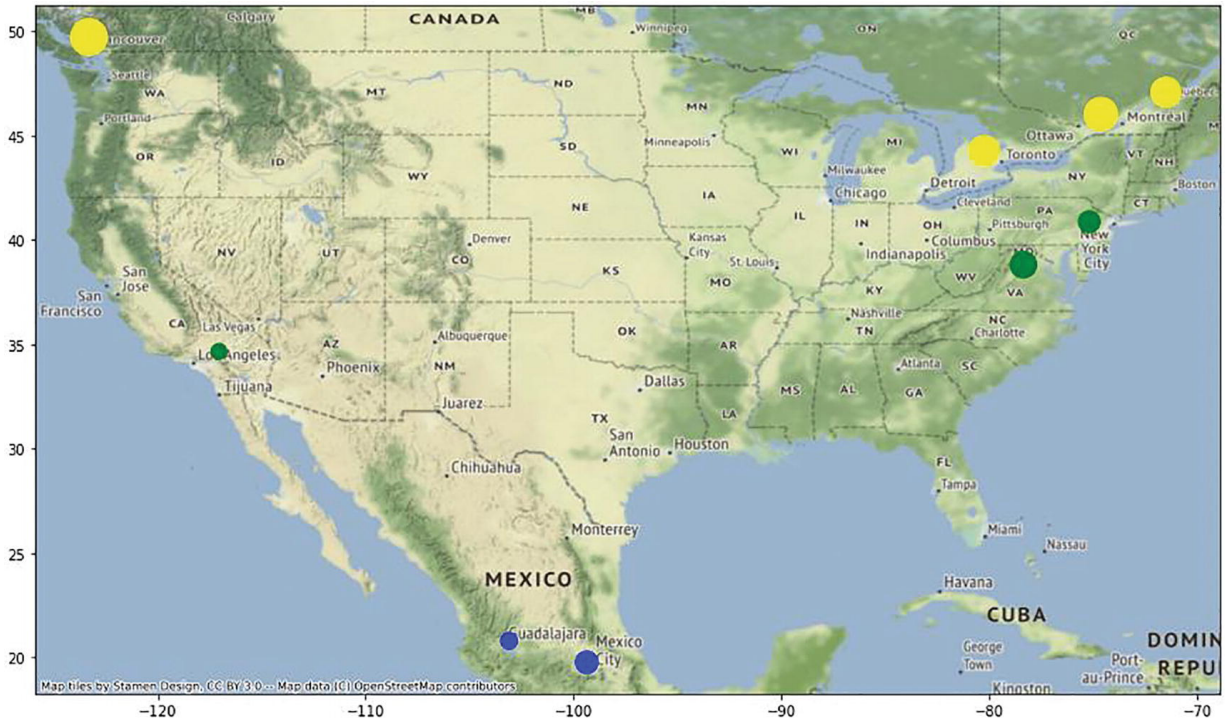 50
45
40
35
30
25
20
Calgary
CANADA
MB
Winnipeg
ON
QC
ancouver
Seattle
WA
MT
ND
MN
uébec
Portland
Ottawa
Montréal
M
OR
ID
SD
Minneapolis
WI
MI
Toronto
VT
NH
WY
Milwaukee
Chicago
Detroit
NY
Boston
IA
NE
IL
IN
OH
Cleveland
PA
CT
NV
UT
Denver
CO
Kansas
City
Indianapolis
Columbus
Pittsburgh
New
York
City
San
Jose
San
Francisco
KS
St. Louis
MO
WV
VA
KY
CA
Las Vegas
AZ
Albuquerque
OK
Nashville
TN
NC
Charlotte
Los Angeles
Phoenix
NM
AR
Atlanta
SC
Tijuana
Juarez
Dallas
MS
AL
GA
LA
TX
San
Antonio
Houston
Chihuahua
FL
Tampa
Monterrey
Miami
Nassau
MEXICO
Havana
CUBA
Guadalajara
Mexico
City
George
Town
DOMIN
REPU
Port-
au-Prince
Kingston
Map tiles by Stamen Design, CC BY 3.0 -- Map data (C) OpenStreetMap contributors
−120
−110
−100
−90
−80
−70